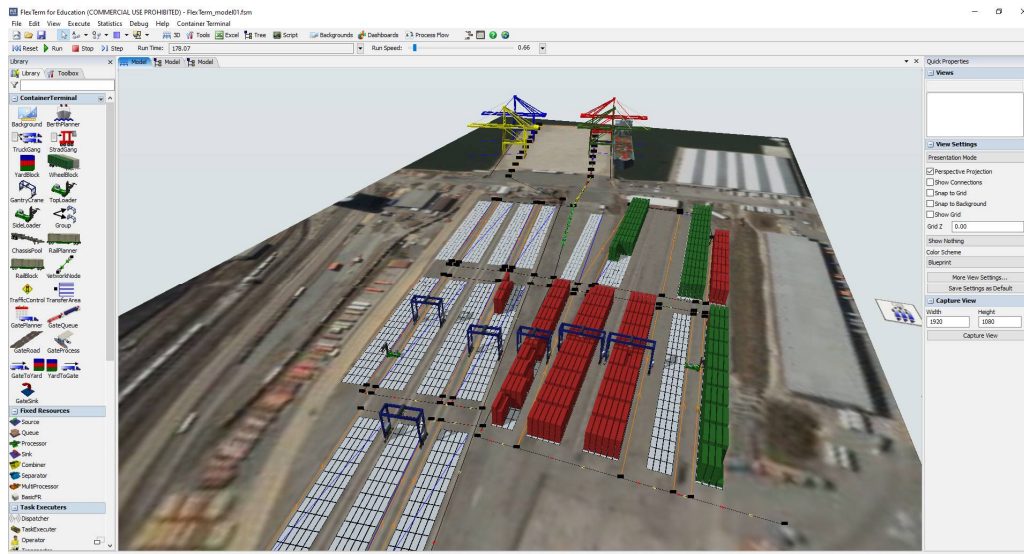 FlexTerm for Education (COMMERCIAL USE PROHIBITED) - FlexTerm_model01.fsm
File Edit View Execute Statistics Debug Help Container Term
3D Tools Excel Tree Script Backgrounds Dashboards Process Flow
Reset Run Stop Step Run Time: 178.07 Run Speed: 0.66
Library
Library Toolbox
Model Model Model
ContainerTerminal
Background BerthPlanner
TruckGang StradGang
YardBlock WheelBlock
GantryCrane TopLoader
SideLoader Group
ChassisPool RailPlanner
RailBlock NetworkNode
TrafficControl TransferArea
GatePlanner GateQueue
GateRoad GateProcess
GateToYard YardToGate
GateSink
Fixed Resources
Source
Queue
Processor
Sink
Combiner
Separator
MultiProcessor
BasicFR
Task Executers
Dispatcher
TaskExecuter
Operator
Quick Properties
Views
View Settings
Presentation Mode
Perspective Projection
Show Connections
Snap to Grid
Snap to Background
Show Grid
Grid Z 0.00
Show Nothing
Color Scheme
Blueprint
More View Settings...
Save Settings as Default
Capture View
Width Height
1920 1080
Capture View